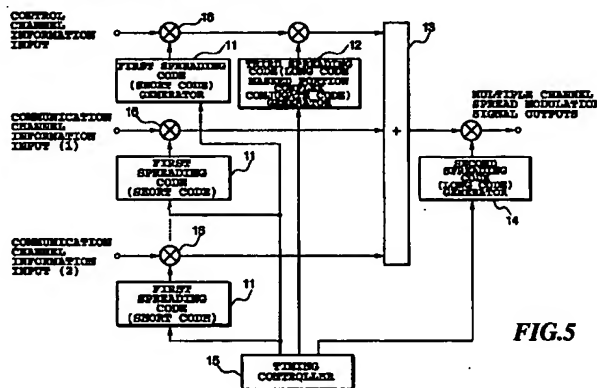 CONTROL
CHANNEL
INFORMATION
INPUT
16
11
FIRST SPREADING
CODE
(SHORT CODE)
GENERATOR
12
THIRD SPREADING
CODE(LONG CODE
MASKED PORTION
COMPLEX
CONJUGATE CODE)
GENERATOR
13
COMMUNICATION
CHANNEL
INFORMATION
INPUT (1)
16
11
FIRST
SPREADING
CODE
(SHORT CODE)
+
MULTIPLE CHANNEL
SPREAD MODULATION
SIGNAL OUTPUTS
SECOND
SPREADING
CODE
(LONG CODE)
GENERATOR
14
COMMUNICATION
CHANNEL
INFORMATION
INPUT (2)
16
11
FIRST
SPREADING
CODE
(SHORT CODE)
15
TIMING
CONTROLLER
FIG.5